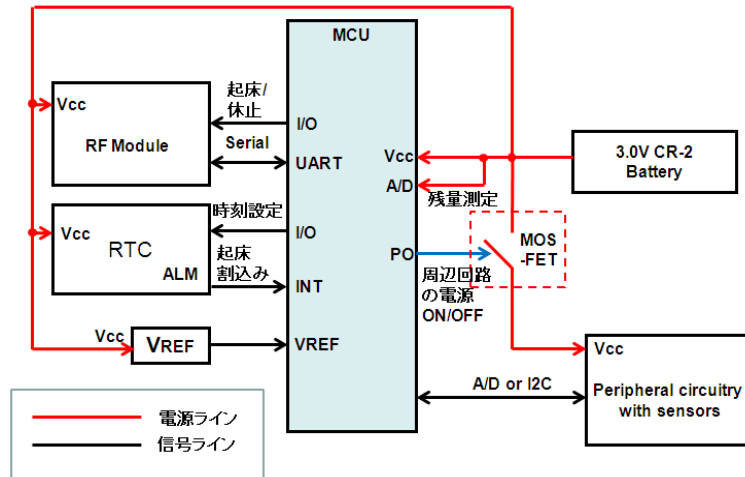 MCU
Vcc
RF Module
起床/
休止
I/O
Serial
UART
Vcc
RTC
ALM
時刻設定
I/O
起床
割込み
INT
Vcc
VREF
VREF
Vcc
A/D
残量測定
3.0V CR-2
Battery
PO
MOS
-FET
周辺回路
の電源
ON/OFF
A/D or I2C
Vcc
Peripheral circuitry
with sensors
電源ライン
信号ライン